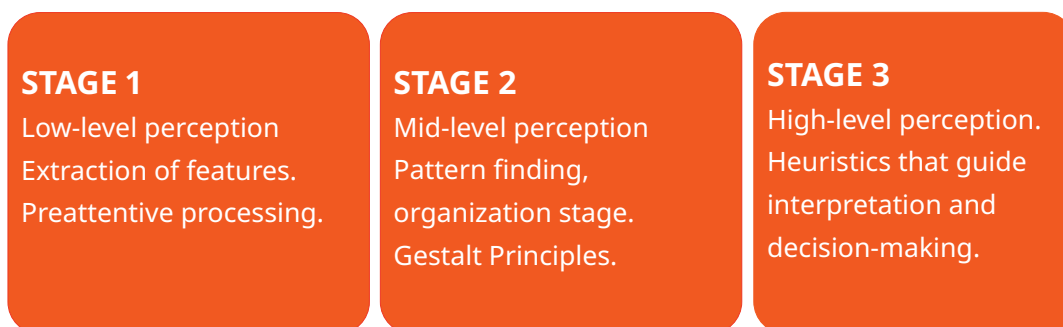 STAGE 1
Low-level perception
Extraction of features.
Preattentive processing.
STAGE 2
Mid-level perception
Pattern finding,
organization stage.
Gestalt Principles.
STAGE 3
High-level perception.
Heuristics that guide
interpretation and
decision-making.